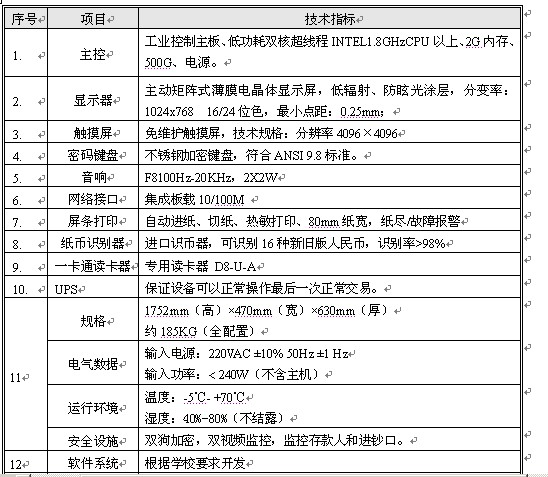 序号 项目 技术指标
1. 主控 工业控制主板、低功耗双核超线程 INTEL1.8GHzCPU 以上、2G 内存、
500G、电源。
2. 显示器 主动矩阵式薄膜电晶体显示屏，低辐射、防眩光涂层，分变率：
1024x768 16/24 位色，最小点距：0.25mm；
3. 触摸屏 免维护触摸屏，技术规格：分辨率 4096×4096
4. 密码键盘 不锈钢加密键盘，符合 ANSI 9.8 标准。
5. 音响 F8100Hz-20KHz，2X2W
6. 网络接口 集成板载 10/100M
7. 屏条打印 自动进纸、切纸、热敏打印、80mm 纸宽，纸尽/故障报警
8. 纸币识别器 进口识币器，可识别 16 种新旧版人民币，识别率>98%
9. 一卡通读卡器 专用读卡器 D8-U-A
10. UPS 保证设备可以正常操作最后一次正常交易。
11 规格 1752mm（高）×470mm（宽）×630mm（厚）
约 185KG（全配置）
电气数据 输入电源：220VAC ±10% 50Hz ±1 Hz
输入功率：< 240W（不含主机）
运行环境 温度：-5℃- +70℃
湿度：40%-80%（不结露）
安全设施 双狗加密，双视频监控，监控存款人和进钞口。
12 软件系统 根据学校要求开发